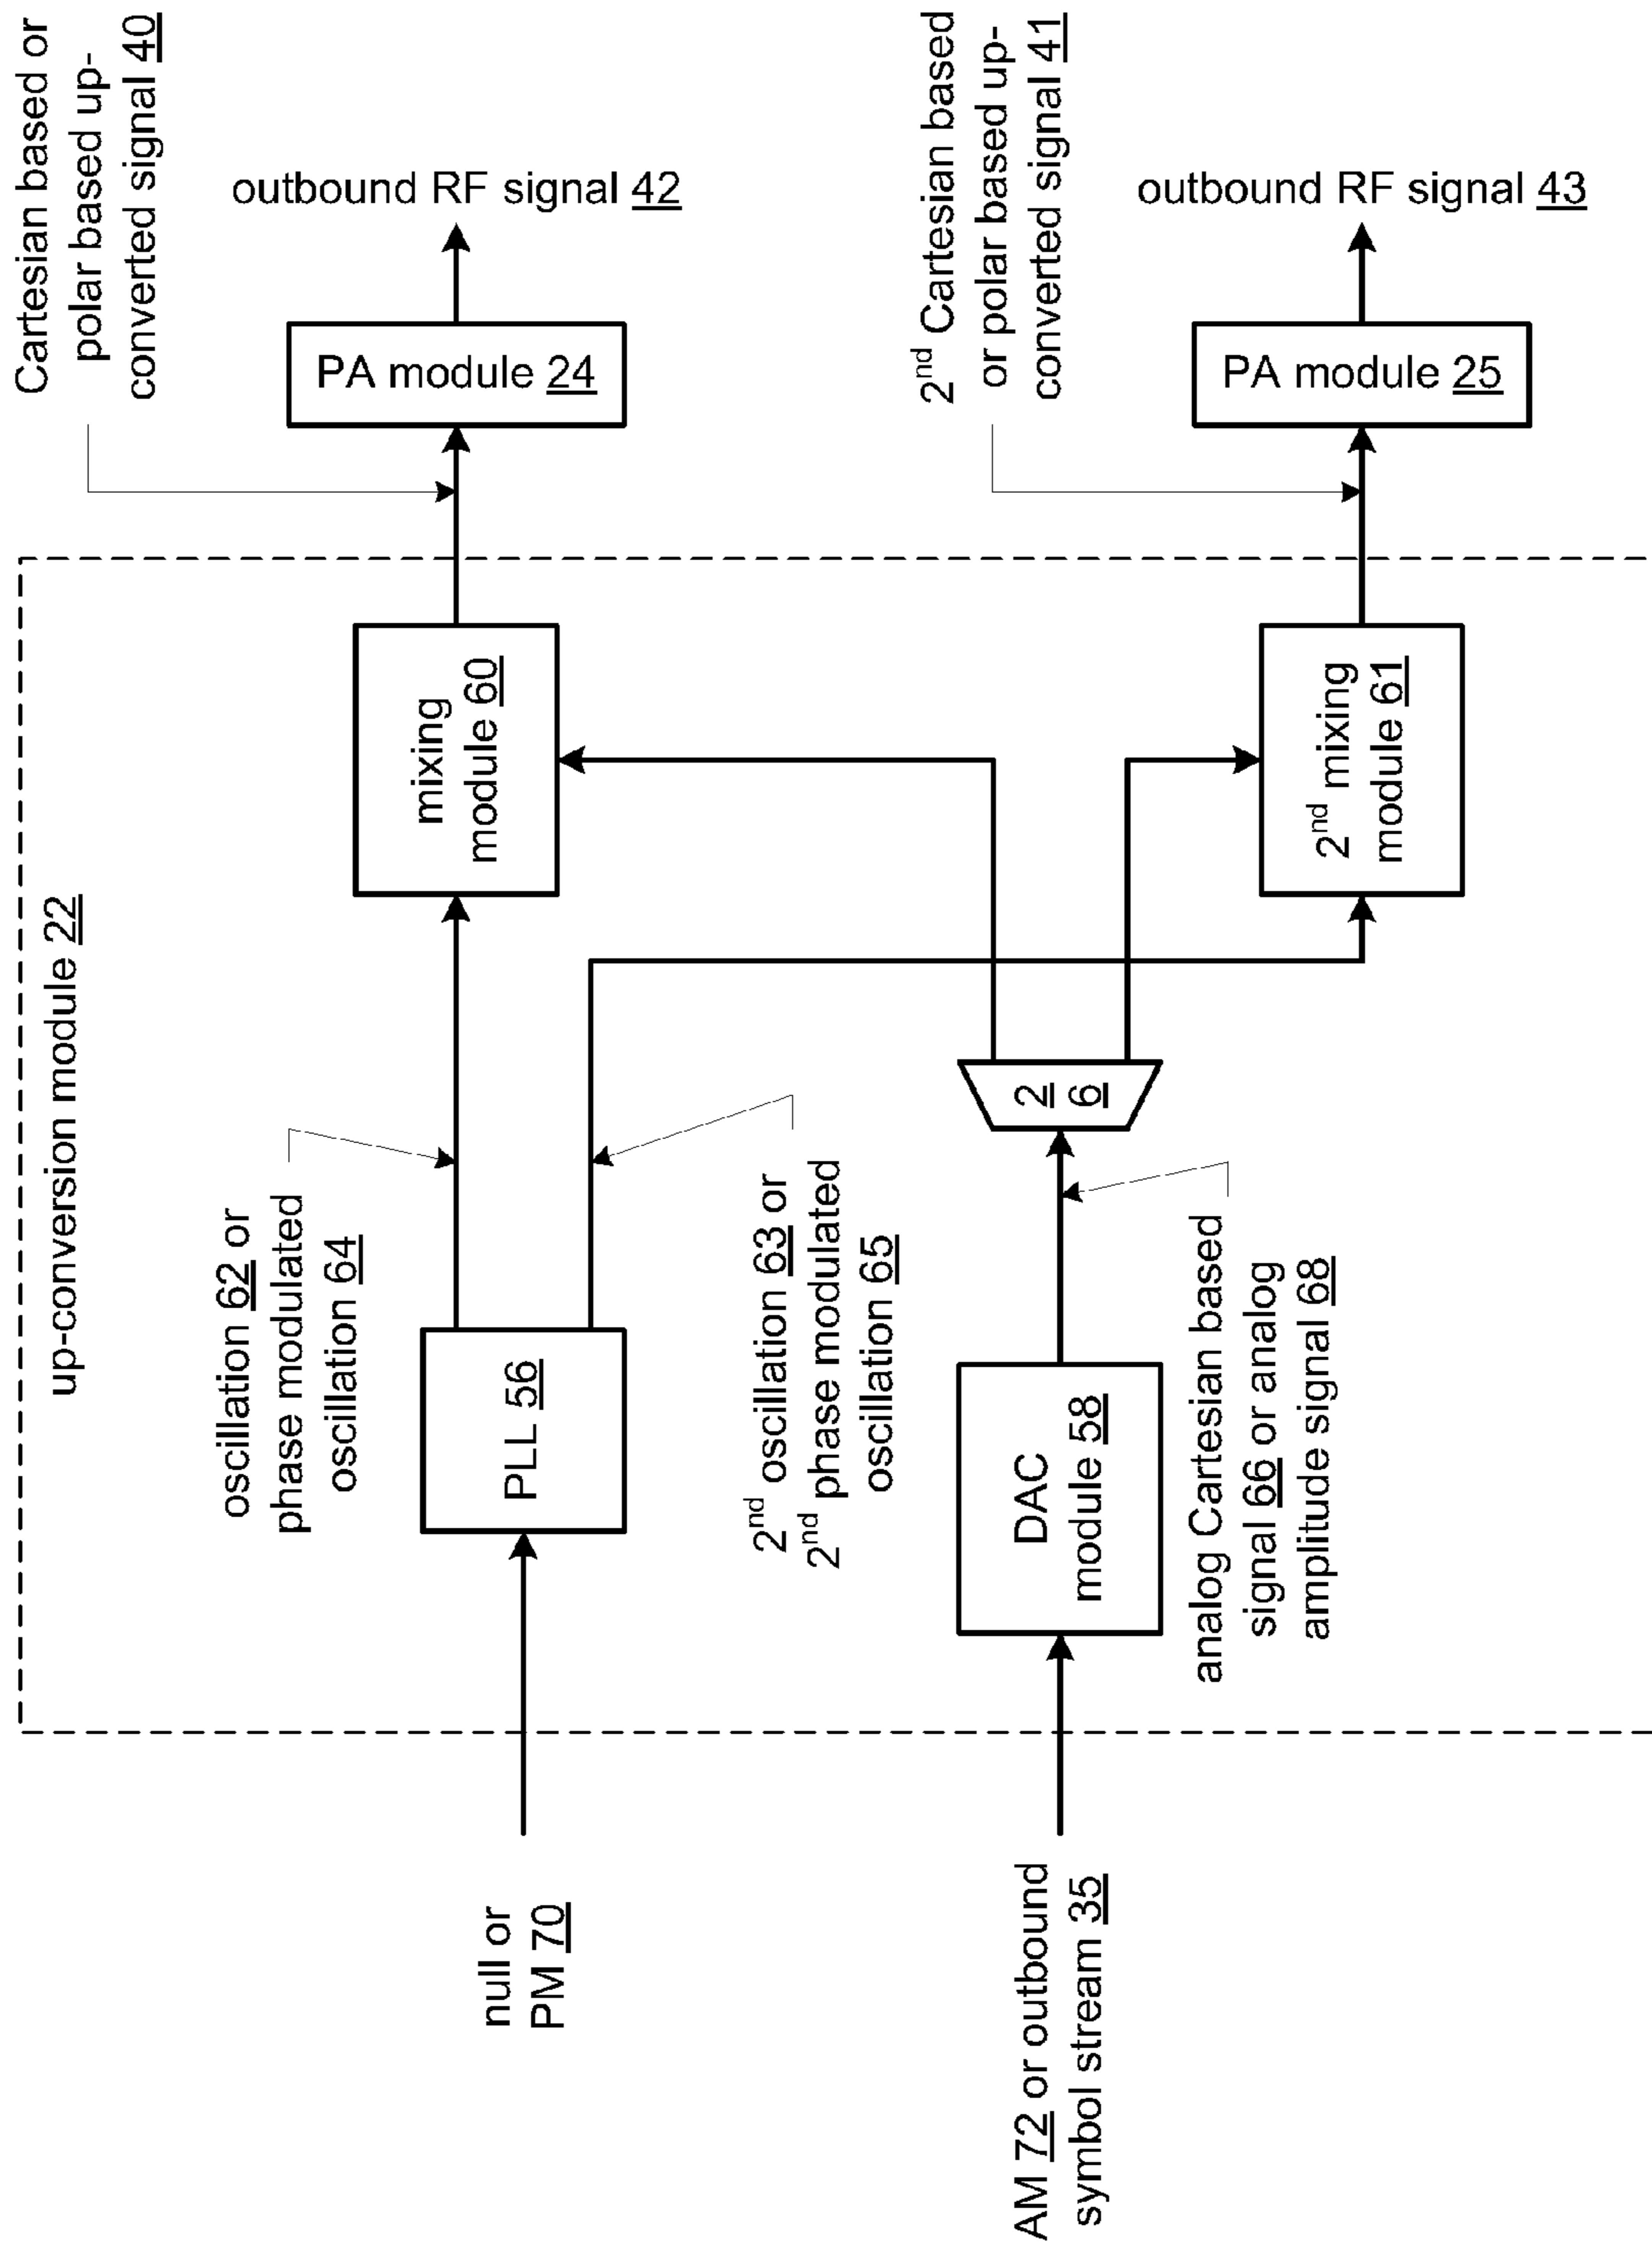 up-conversion module 22
null or
PM 70
PLL 56
oscillation 62 or
phase modulated
oscillation 64
2nd oscillation 63 or
2nd phase modulated
oscillation 65
mixing
module 60
Cartesian based or
polar based up-
converted signal 40
PA module 24
outbound RF signal 42
AM 72 or outbound
symbol stream 35
DAC
module 58
analog Cartesian based
signal 66 or analog
amplitude signal 68
2
6
2nd mixing
module 61
2nd Cartesian based
or polar based up-
converted signal 41
PA module 25
outbound RF signal 43